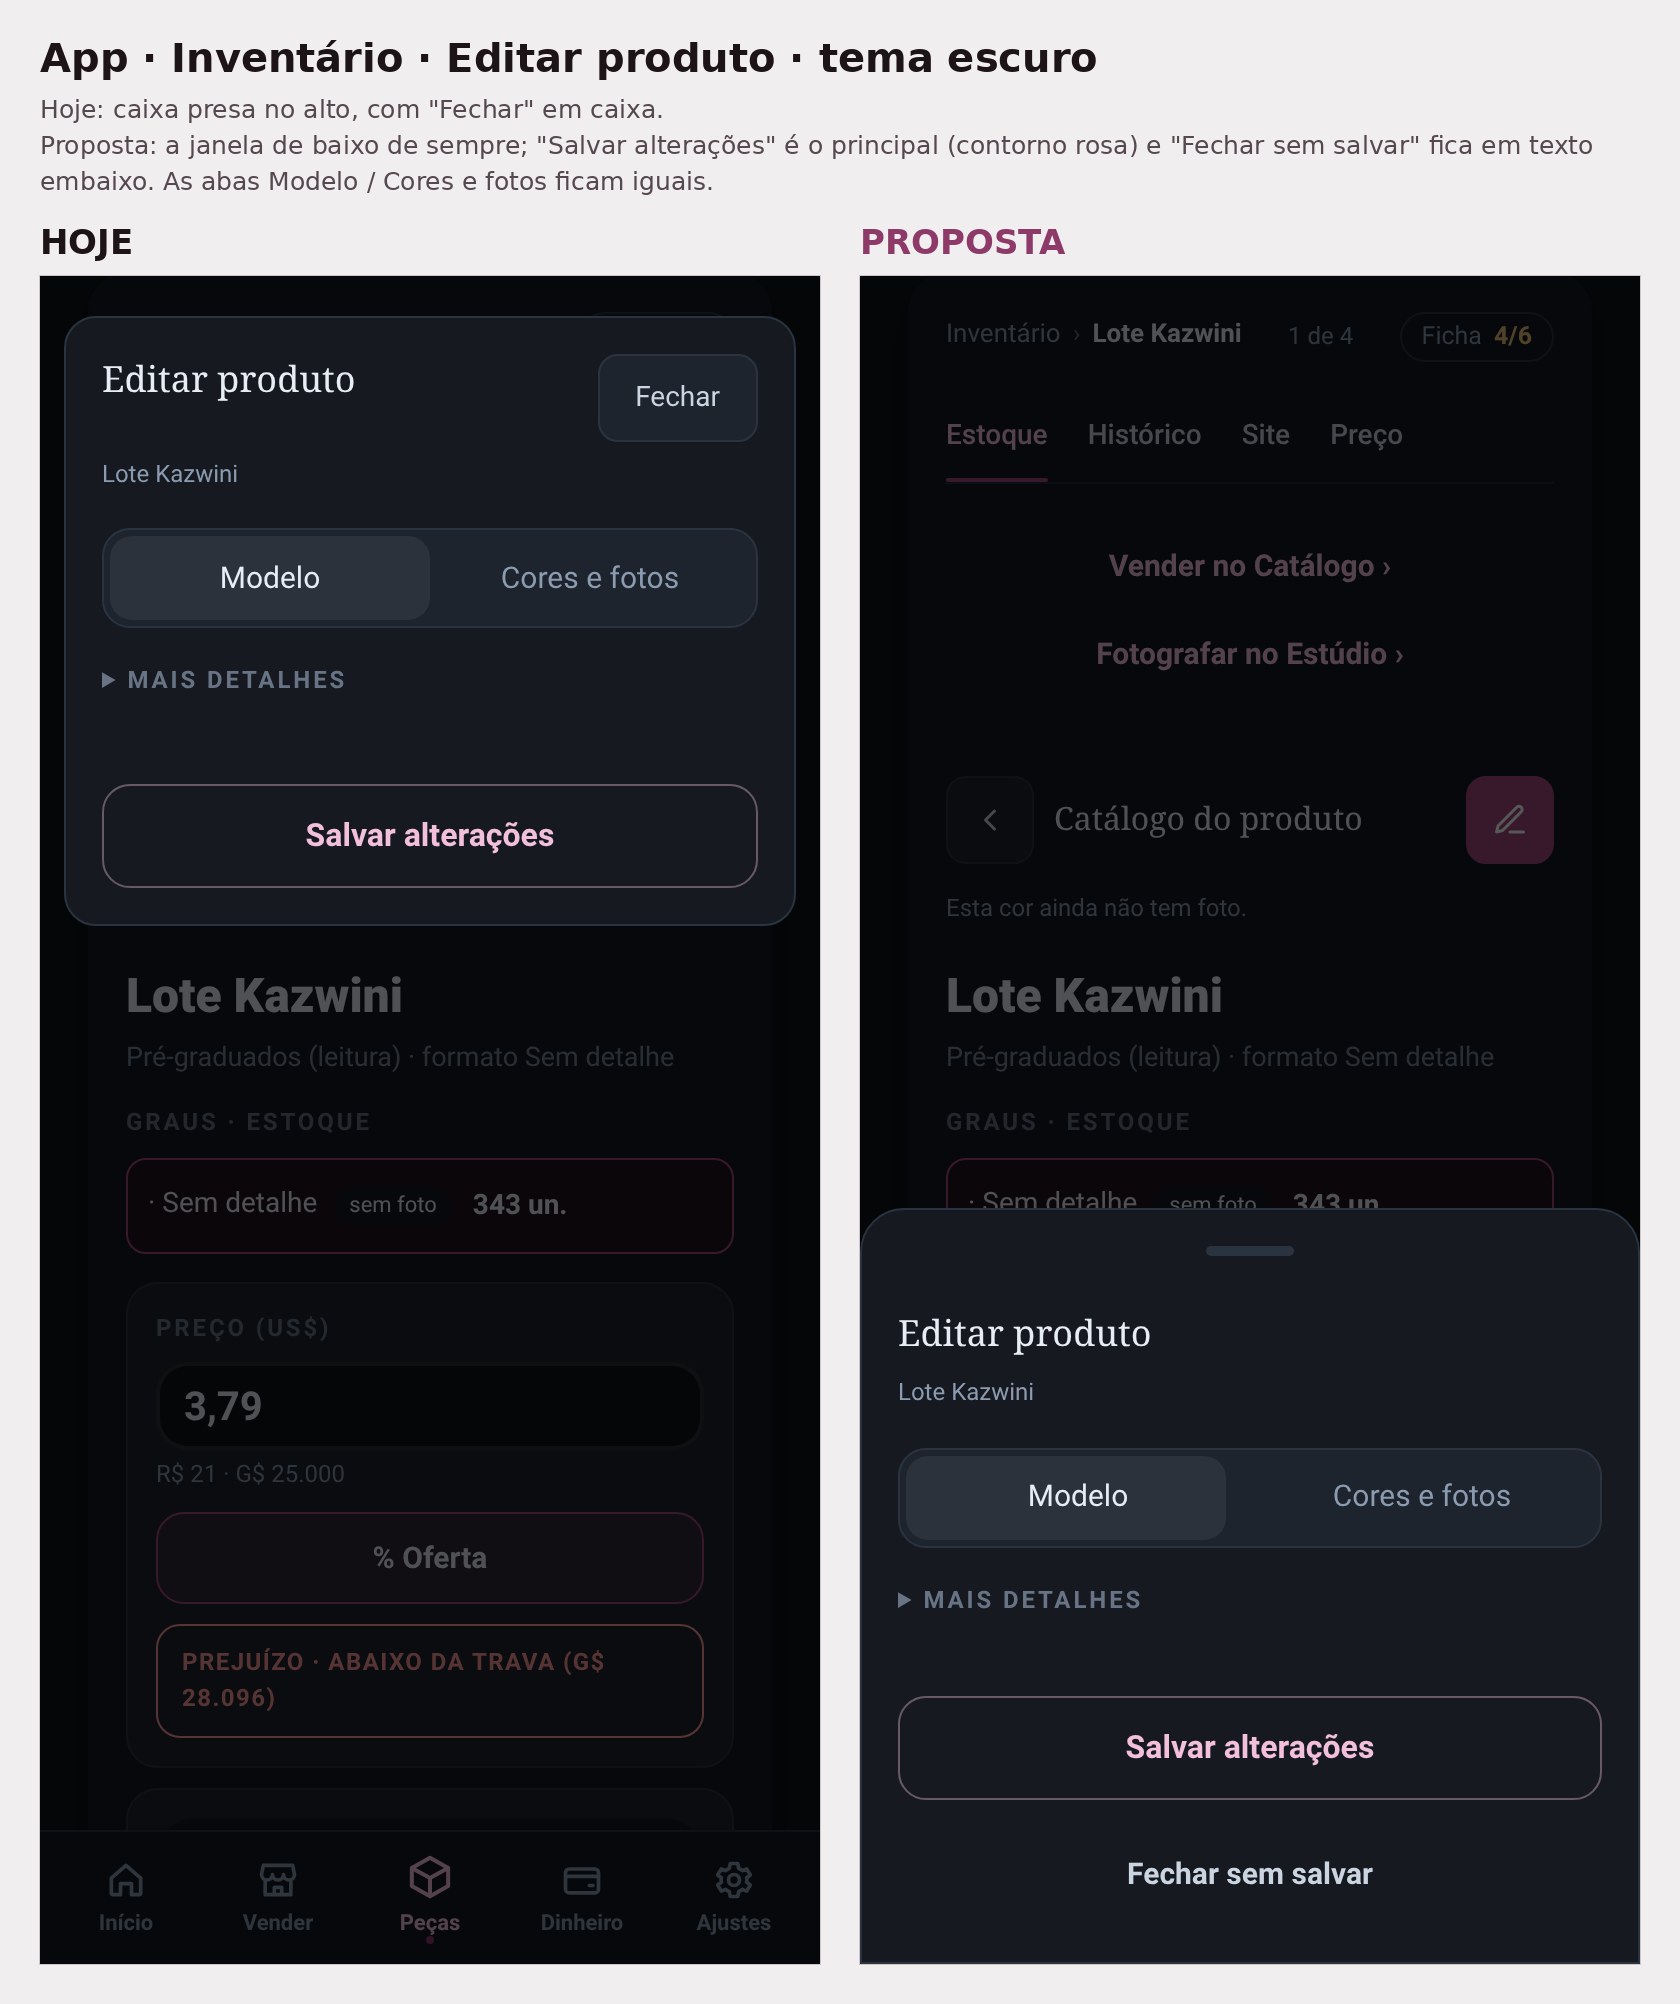 App · Inventário · Editar produto · tema escuro
Hoje: caixa presa no alto, com "Fechar" em caixa.
Proposta: a janela de baixo de sempre; "Salvar alterações" é o principal (contorno rosa) e "Fechar sem salvar" fica em texto
embaixo. As abas Modelo / Cores e fotos ficam iguais.
HOJE
Editar produto
Fechar
Lote Kazwini
Modelo
Cores e fotos
▶ MAIS DETALHES
Salvar alterações
Lote Kazwini
Pré-graduados (leitura) · formato Sem detalhe
GRAUS · ESTOQUE
· Sem detalhe sem foto 343 un.
PREÇO (US$)
3,79
R$ 21 · G$ 25.000
% Oferta
PREJUÍZO · ABAIXO DA TRAVA (G$
28.096)
Início
Vender
Peças
Dinheiro
Ajustes
PROPOSTA
Inventário › Lote Kazwini 1 de 4 Ficha 4/6
Estoque Histórico Site Preço
Vender no Catálogo ›
Fotografar no Estúdio ›
Catálogo do produto
Esta cor ainda não tem foto.
Lote Kazwini
Pré-graduados (leitura) · formato Sem detalhe
GRAUS · ESTOQUE
· Sem detalhe sem foto 343 un.
Editar produto
Lote Kazwini
Modelo
Cores e fotos
▶ MAIS DETALHES
Salvar alterações
Fechar sem salvar